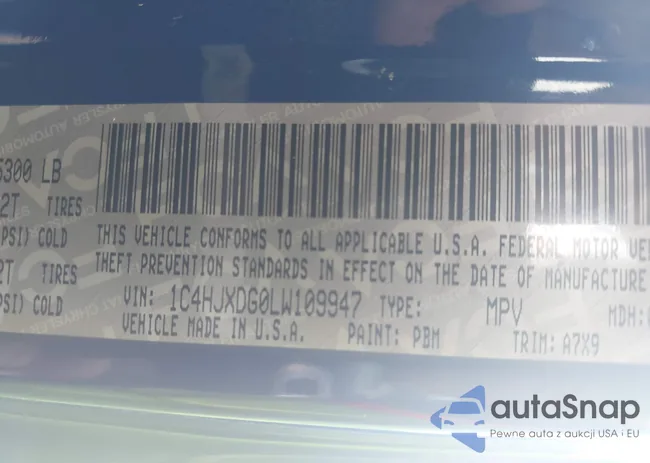 5300 LB
2T TIRES
PSI) COLD
2T TIRES
PSI) COLD
THIS VEHICLE CONFORMS TO ALL APPLICABLE U.S.A. FEDERAL MOTOR VE
THEFT PREVENTION STANDARDS IN EFFECT ON THE DATE OF MANUFACTURE
VIN: 1C4HJXDG0LW109947 TYPE: MPV MDH:
VEHICLE MADE IN U.S.A. PAINT: PBM TRIM: A7X9
autaSnap
Pewne auta z aukcji USA i EU